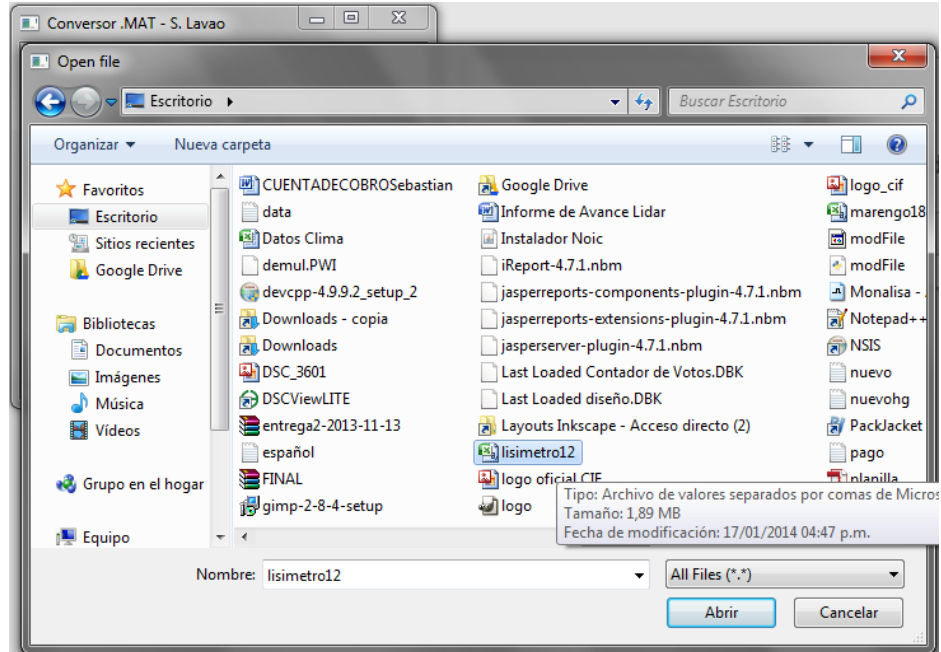 Conversor .MAT - S. Lavao
Open file
Escritorio
Buscar Escritorio
Organizar
Nueva carpeta
Favoritos
Escritorio
Sitios recientes
Google Drive
Bibliotecas
Documentos
Imágenes
Música
Vídeos
Grupo en el hogar
Equipo
CUENTADECOBROSebastian
data
Datos Clima
demul.PWI
devcpp-4.9.9.2_setup_2
Downloads - copia
Downloads
DSC_3601
DSCViewLITE
entrega2-2013-11-13
español
FINAL
gimp-2-8-4-setup
Google Drive
Informe de Avance Lidar
Instalador Noic
iReport-4.7.1.nbm
jasperreports-components-plugin-4.7.1.nbm
jasperreports-extensions-plugin-4.7.1.nbm
jasperserver-plugin-4.7.1.nbm
Last Loaded Contador de Votos.DBK
Last Loaded diseño.DBK
Layouts Inkscape - Acceso directo (2)
lisimetro12
logo oficial CIF
logo
logo_cif
marengo18
modFile
modFile
Monalisa -
Notepad++
NSIS
nuevo
nuevohg
PackJacket
pago
planilla
Tipo: Archivo de valores separados por comas de Micros
Tamaño: 1,89 MB
Fecha de modificación: 17/01/2014 04:47 p.m.
Nombre: lisimetro12
All Files (*.*)
Abrir
Cancelar